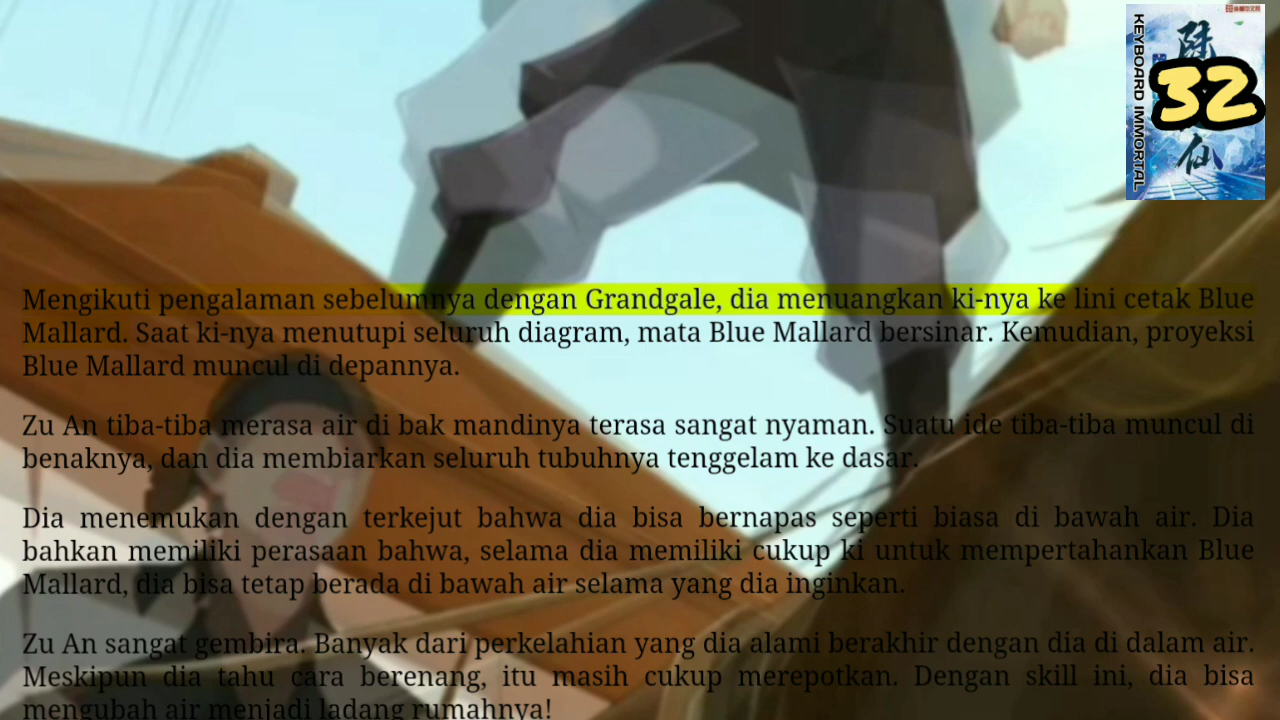 KEYBOARD IMMORTAL
陆
32
仙
Mengikuti pengalaman sebelumnya dengan Grandgale, dia menuangkan ki-nya ke lini cetak Blue
Mallard. Saat ki-nya menutupi seluruh diagram, mata Blue Mallard bersinar. Kemudian, proyeksi
Blue Mallard muncul di depannya.
Zu An tiba-tiba merasa air di bak mandinya terasa sangat nyaman. Suatu ide tiba-tiba muncul di
benaknya, dan dia membiarkan seluruh tubuhnya tenggelam ke dasar.
Dia menemukan dengan terkejut bahwa dia bisa bernapas seperti biasa di bawah air. Dia
bahkan memiliki perasaan bahwa, selama dia memiliki cukup ki untuk mempertahankan Blue
Mallard, dia bisa tetap berada di bawah air selama yang dia inginkan.
Zu An sangat gembira. Banyak dari perkelahian yang dia alami berakhir dengan dia di dalam air.
Meskipun dia tahu cara berenang, itu masih cukup merepotkan. Dengan skill ini, dia bisa
mengubah air menjadi ladang rumahnya!